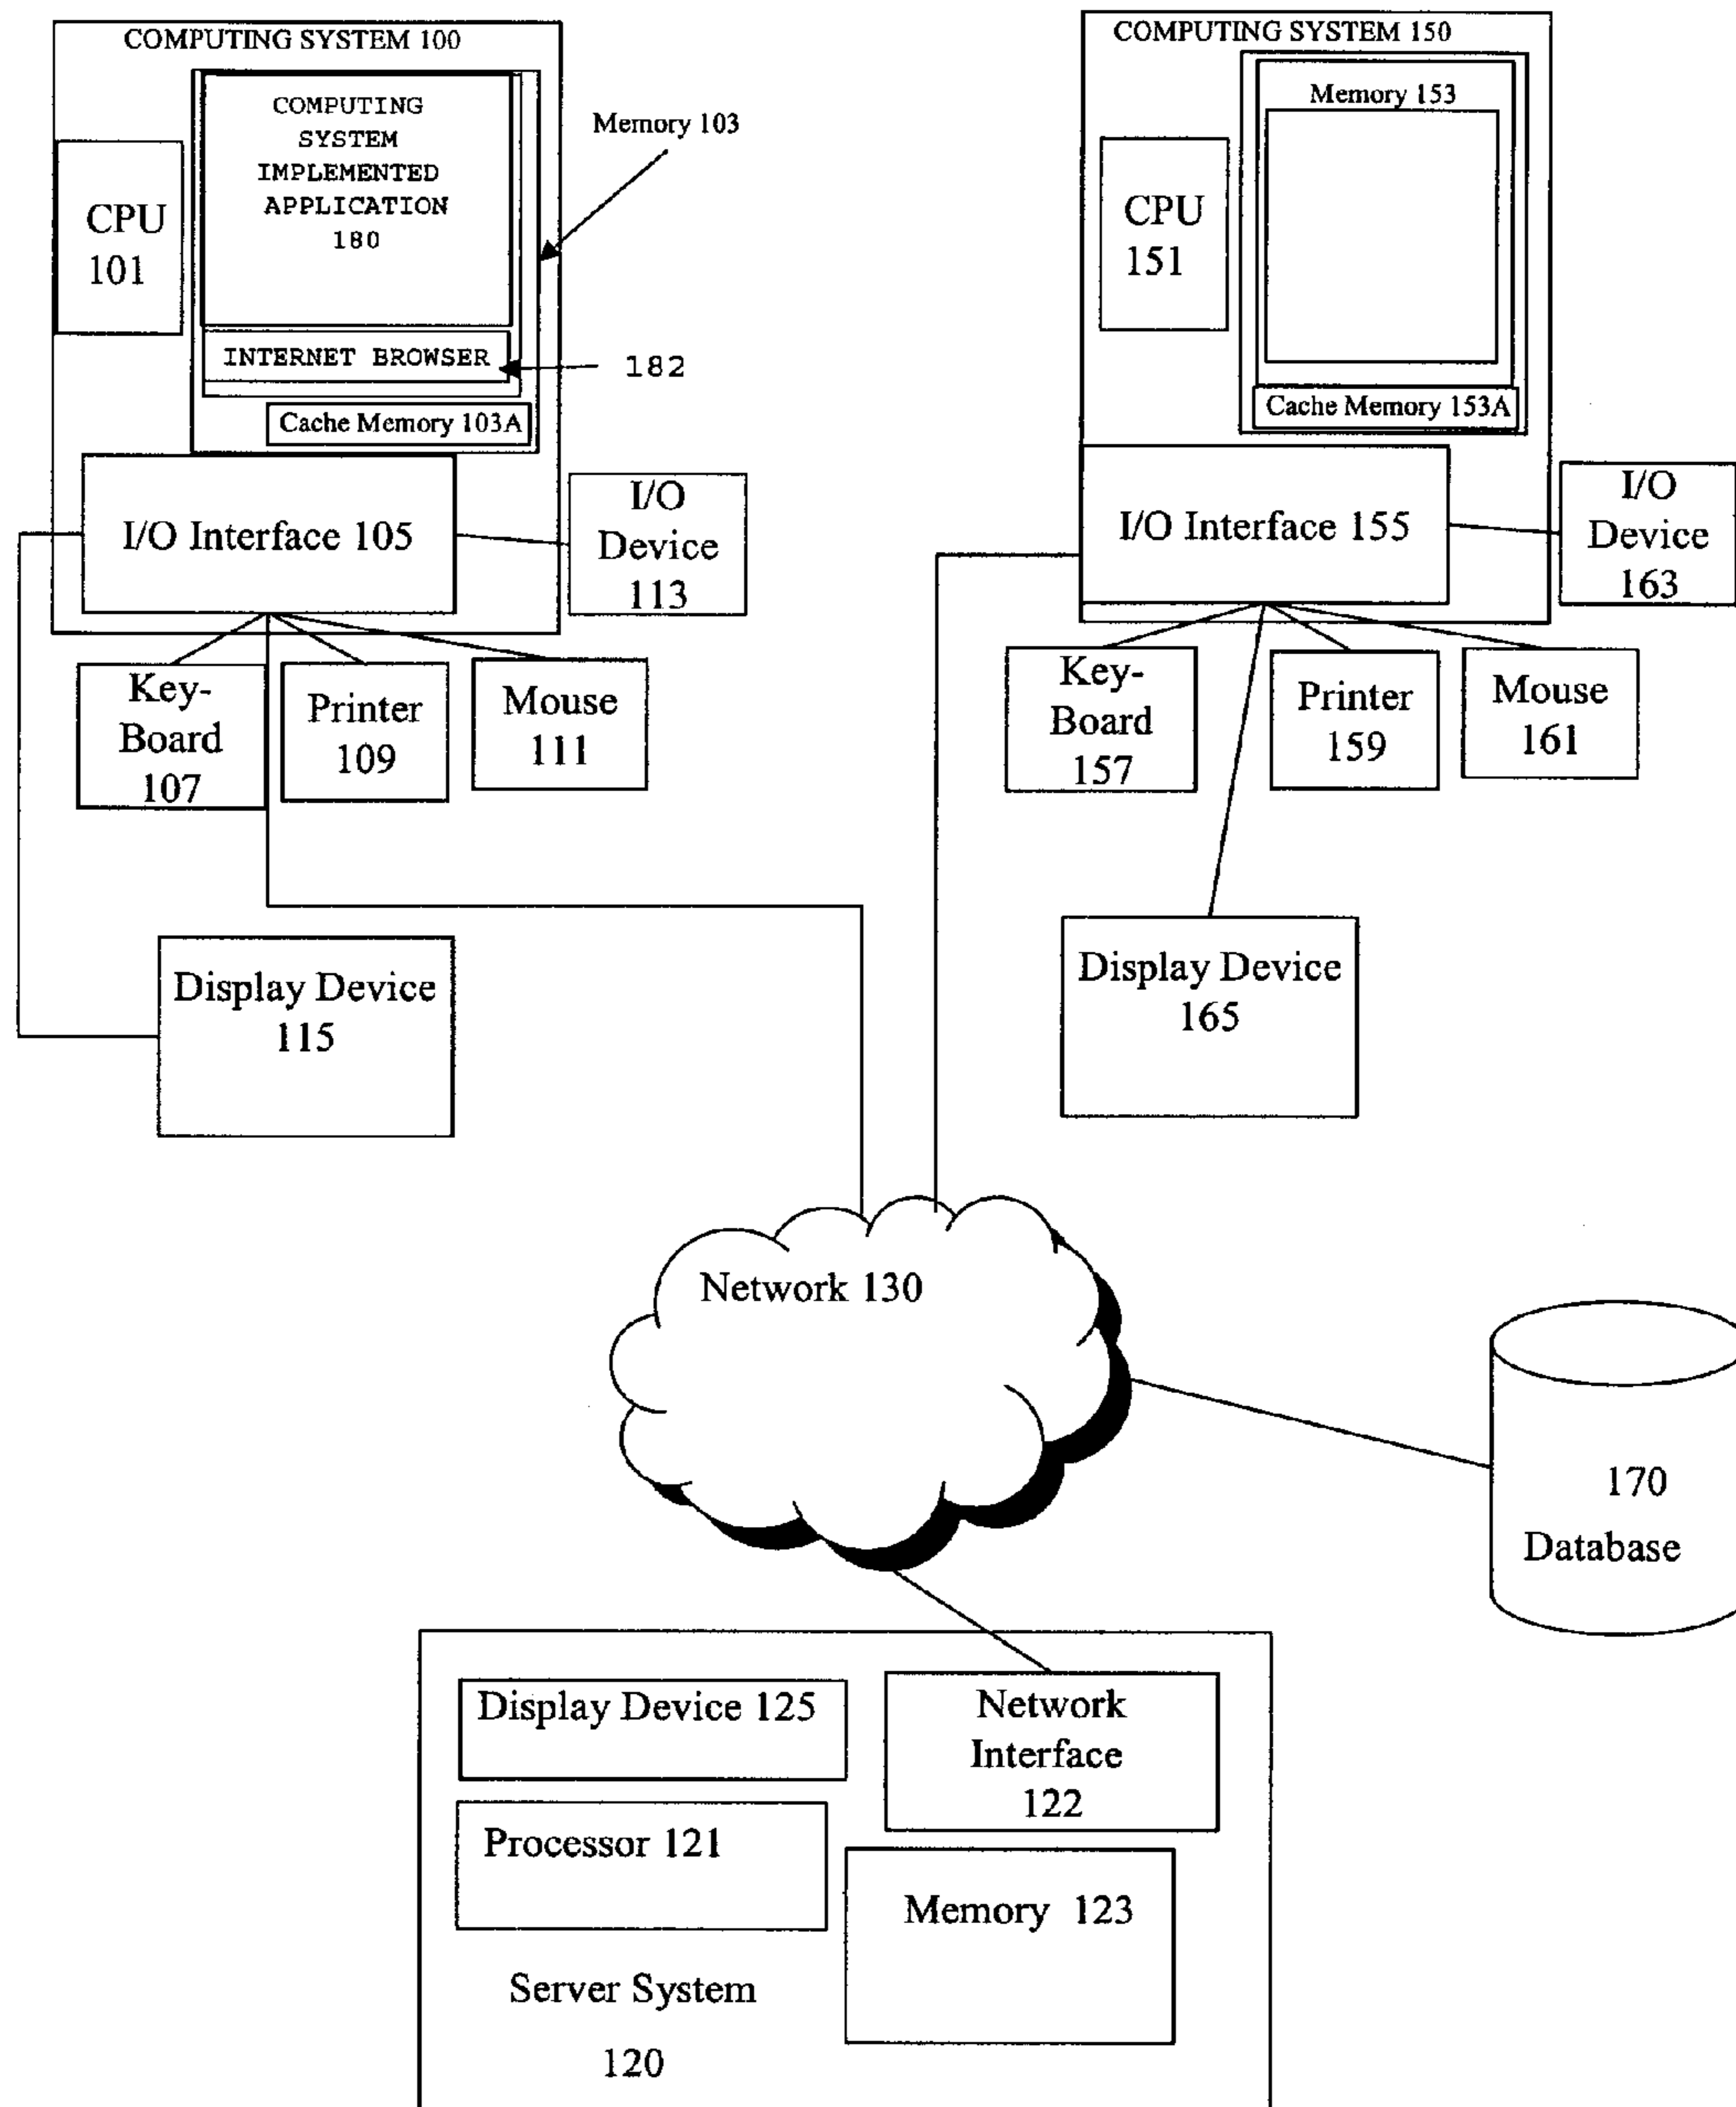 COMPUTING SYSTEM 100
COMPUTING
SYSTEM
IMPLEMENTED
APPLICATION
180
Memory 103
CPU
101
INTERNET BROWSER
182
Cache Memory 103A
I/O Interface 105
I/O
Device
113
Key-
Board
107
Printer
109
Mouse
111
Display Device
115
COMPUTING SYSTEM 150
Memory 153
CPU
151
Cache Memory 153A
I/O Interface 155
I/O
Device
163
Key-
Board
157
Printer
159
Mouse
161
Display Device
165
Network 130
170
Database
Display Device 125
Network
Interface
122
Processor 121
Memory 123
Server System
120